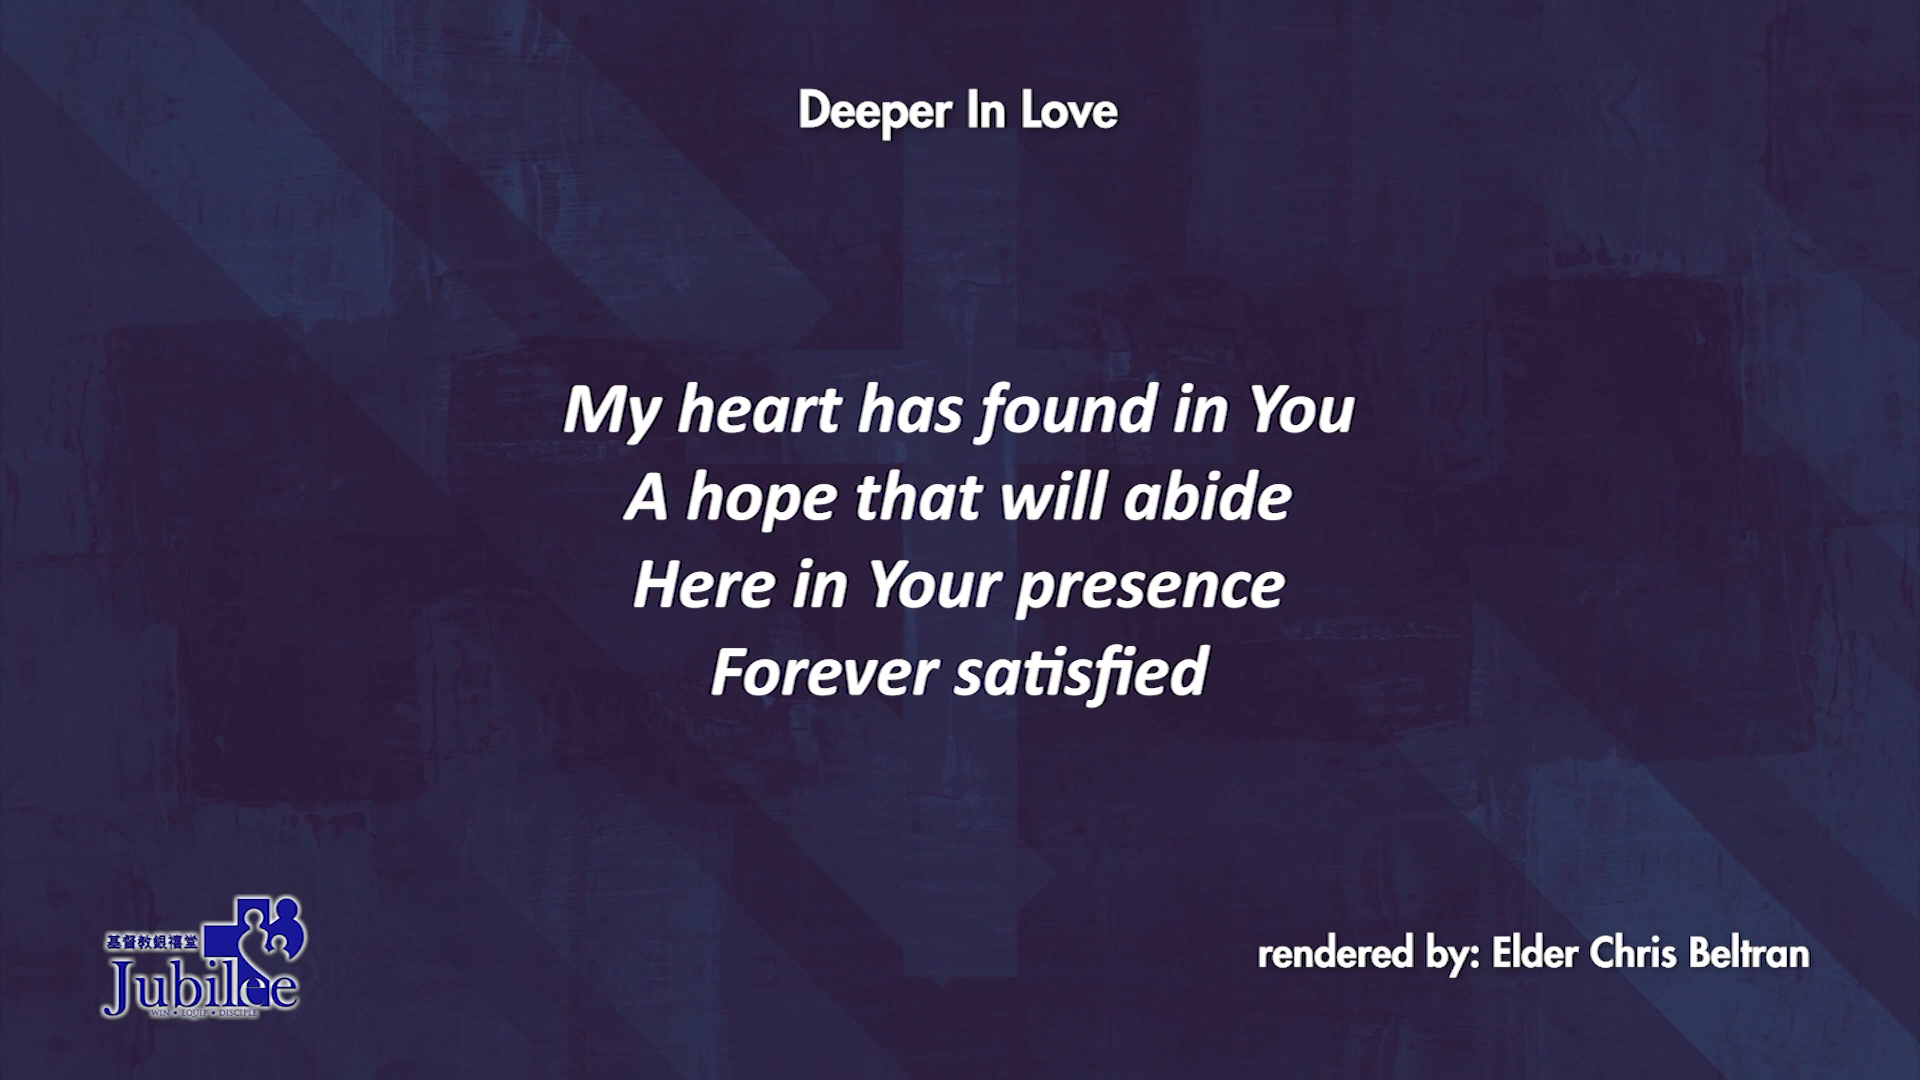 Deeper In Love
My heart has found in You
A hope that will abide
Here in Your presence
Forever satisfied
基督教銀禧堂
Jubilee
WIN • EQUIP • DISCIPLE
rendered by: Elder Chris Beltran